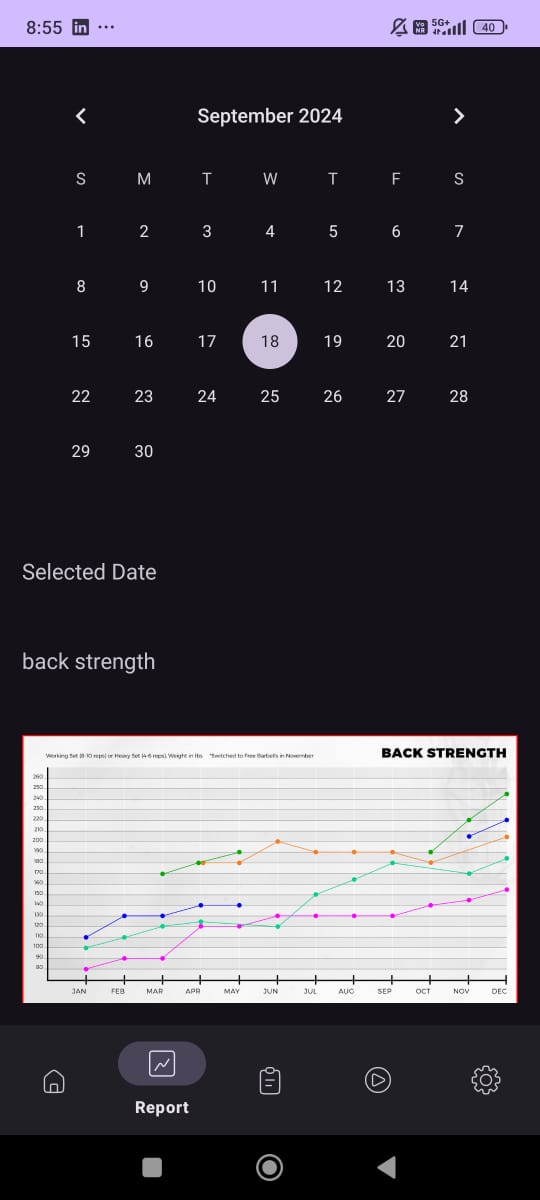 8:55 in ... Vo NR 5G+ 40
September 2024
S M T W T F S
1 2 3 4 5 6 7
8 9 10 11 12 13 14
15 16 17 18 19 20 21
22 23 24 25 26 27 28
29 30
Selected Date
back strength
Working Set (8-10 reps) or Heavy Set (4-6 reps), Weight in lbs *Switched to Free Barbells in November BACK STRENGTH
260
250
240
230
220
210
200
190
180
170
160
150
140
130
120
110
100
90
80
JAN FEB MAR APR MAY JUN JUL AUG SEP OCT NOV DEC
Report